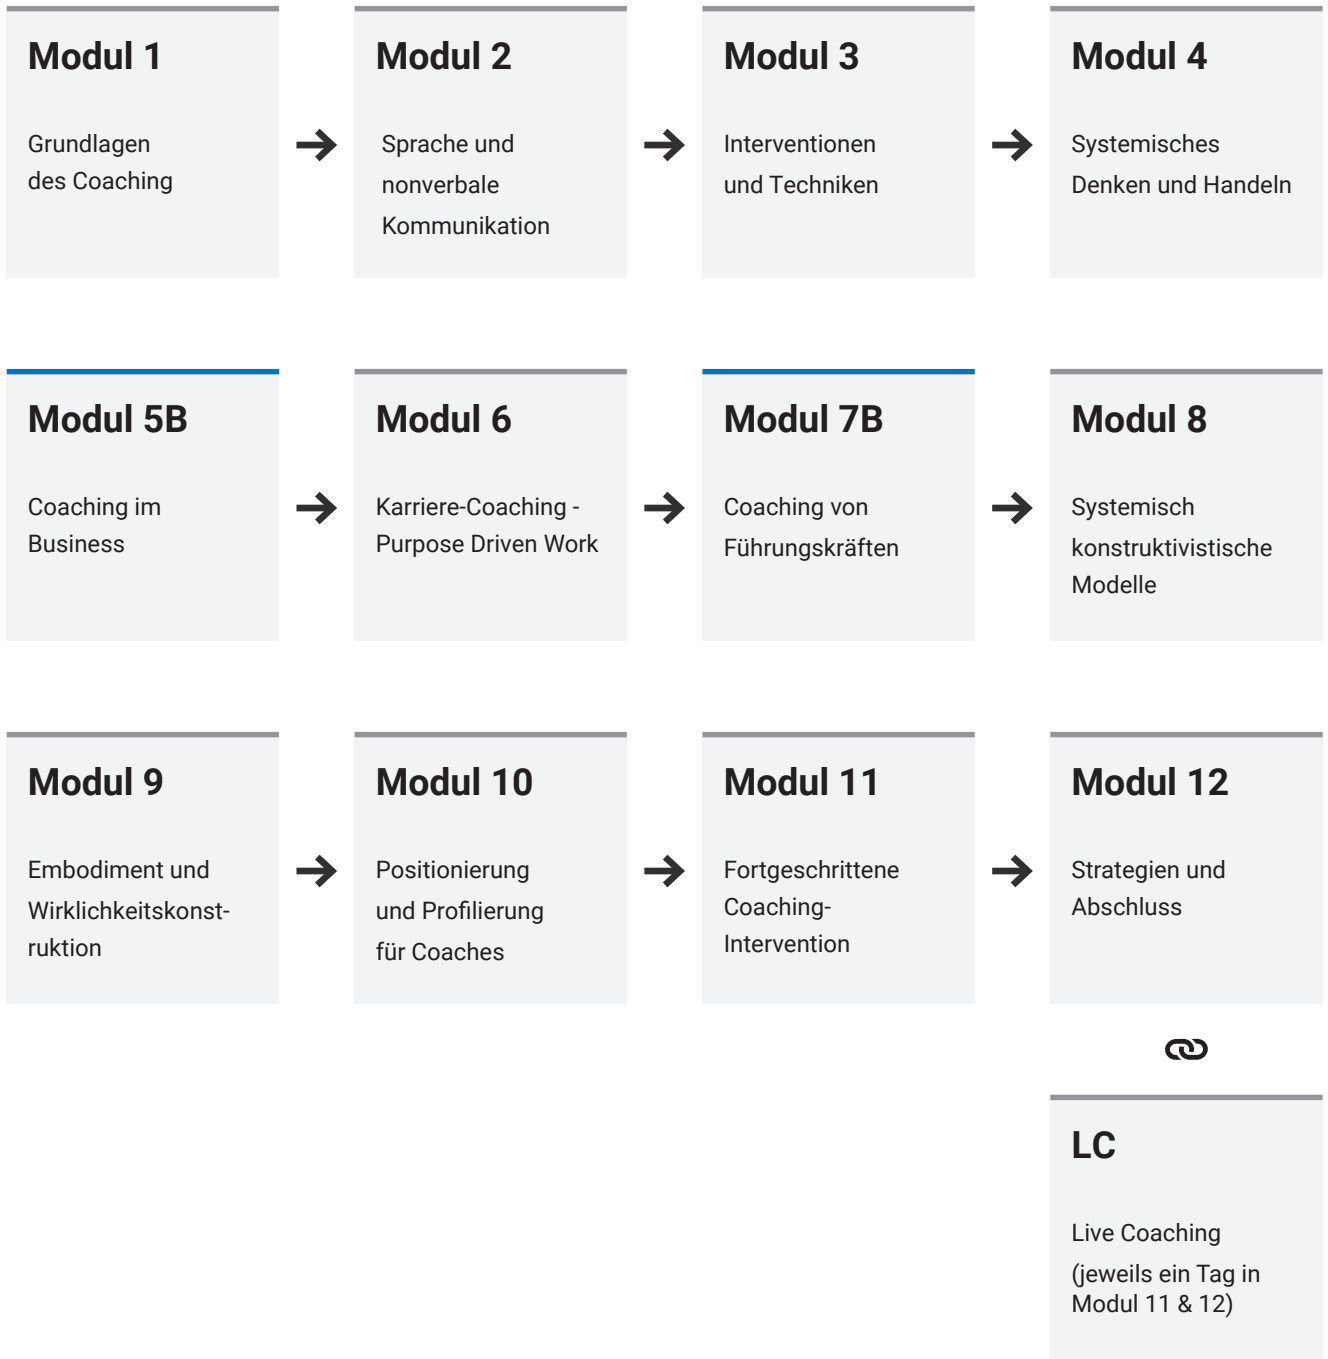 Modul 1
Grundlagen
des Coaching
Modul 2
Sprache und
nonverbale
Kommunikation
Modul 3
Interventionen
und Techniken
Modul 4
Systemisches
Denken und Handeln
Modul 5B
Coaching im
Business
Modul 6
Karriere-Coaching -
Purpose Driven Work
Modul 7B
Coaching von
Führungskräften
Modul 8
Systemisch
konstruktivistische
Modelle
Modul 9
Embodiment und
Wirklichkeitskonst-
ruktion
Modul 10
Positionierung
und Profilierung
für Coaches
Modul 11
Fortgeschrittene
Coaching-
Intervention
Modul 12
Strategien und
Abschluss
LC
Live Coaching
(jeweils ein Tag in
Modul 11 & 12)